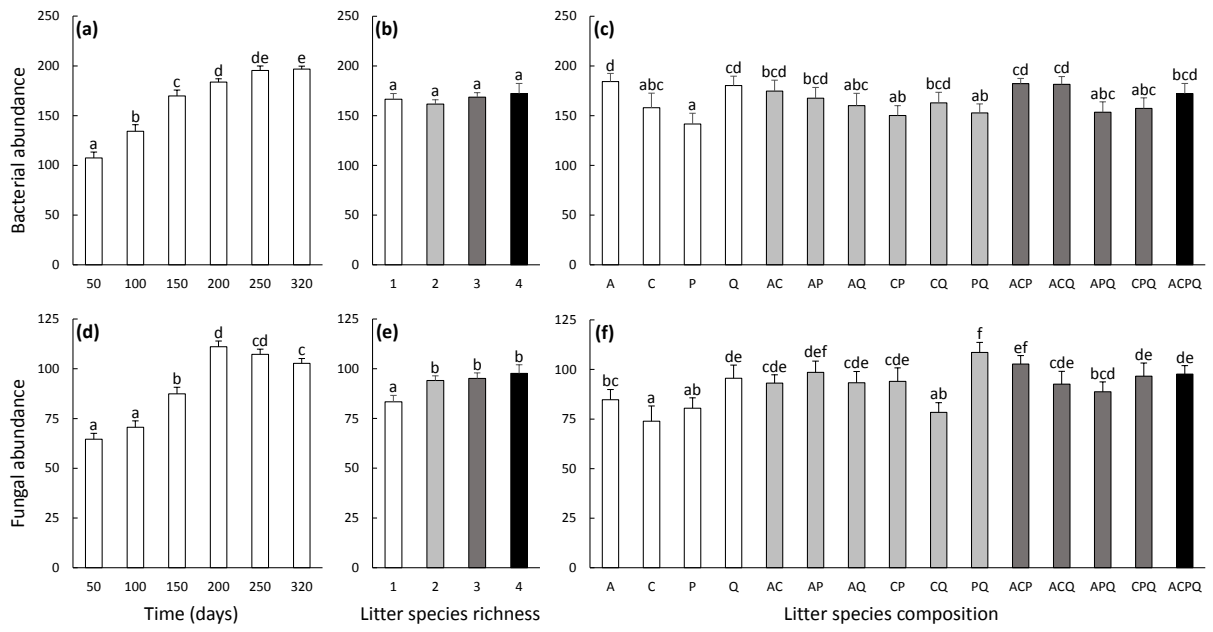 (a)
Bacterial abundance
250
200
150
100
50
0
a
b
c
d
de
e
50 100 150 200 250 320
(b)
250
200
150
100
50
0
a a a a
1 2 3 4
(c)
250
200
150
100
50
0
d abc a d bcd bcd abc ab bcd ab cd cd abc abc bcd
A C P Q AC AP AQ CP CQ PQ ACP ACQ APQ CPQ ACPQ
(d)
Fungal abundance
125
100
75
50
25
0
a a b d cd c
50 100 150 200 250 320
Time (days)
(e)
125
100
75
50
25
0
a b b b
1 2 3 4
Litter species richness
(f)
125
100
75
50
25
0
bc a ab de cde def cde cde ab f ef cde bcd de de
A C P Q AC AP AQ CP CQ PQ ACP ACQ APQ CPQ ACPQ
Litter species composition